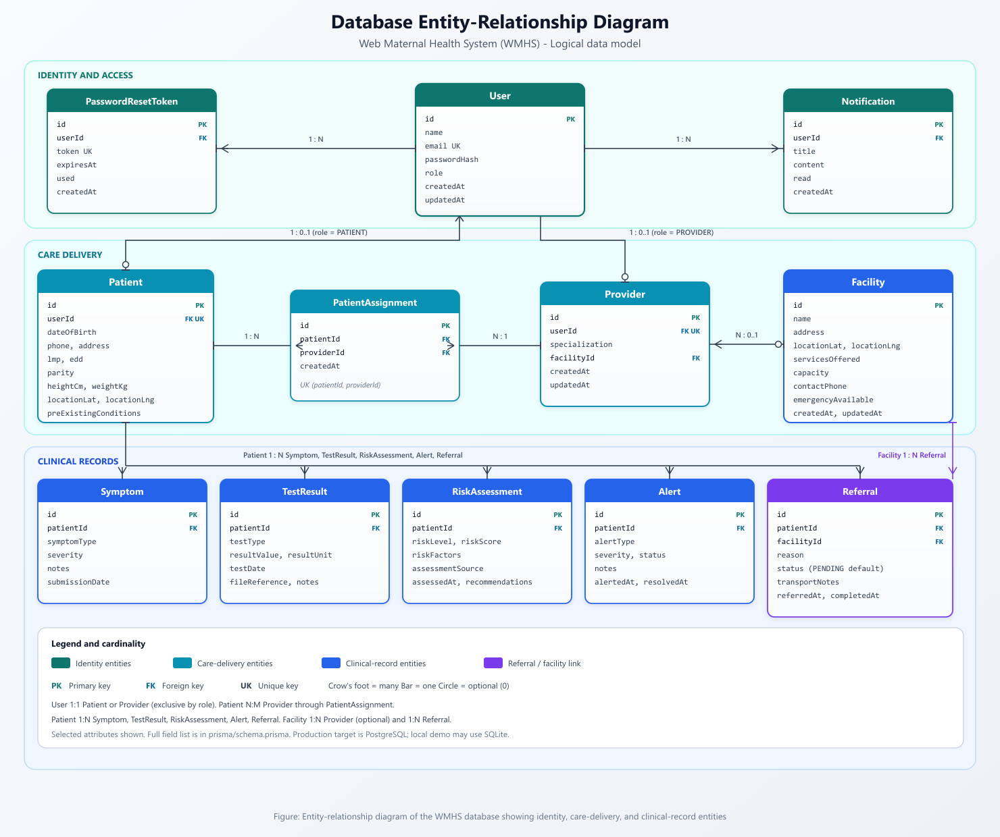 Database Entity-Relationship Diagram
Web Maternal Health System (WMHS) - Logical data model
IDENTITY AND ACCESS
PasswordResetToken
id PK
userId FK
token UK
expiresAt
used
createdAt
1 : N
User
id PK
name
email UK
passwordHash
role
createdAt
updatedAt
1 : N
Notification
id PK
userId FK
title
content
read
createdAt
1 : 0..1 (role = PATIENT)
1 : 0..1 (role = PROVIDER)
CARE DELIVERY
Patient
id PK
userId FK UK
dateOfBirth
phone, address
lmp, edd
parity
heightCm, weightKg
locationLat, locationLng
preExistingConditions
1 : N
PatientAssignment
id PK
patientId FK
providerId FK
createdAt
UK (patientId, providerId)
N : 1
Provider
id PK
userId FK UK
specialization
facilityId FK
createdAt
updatedAt
N : 0..1
Facility
id PK
name
address
locationLat, locationLng
servicesOffered
capacity
contactPhone
emergencyAvailable
createdAt, updatedAt
CLINICAL RECORDS
Patient 1 : N Symptom, TestResult, RiskAssessment, Alert, Referral
Facility 1 : N Referral
Symptom
id PK
patientId FK
symptomType
severity
notes
submissionDate
TestResult
id PK
patientId FK
testType
resultValue, resultUnit
testDate
fileReference, notes
RiskAssessment
id PK
patientId FK
riskLevel, riskScore
riskFactors
assessmentSource
assessedAt, recommendations
Alert
id PK
patientId FK
alertType
severity, status
notes
alertedAt, resolvedAt
Referral
id PK
patientId FK
facilityId FK
reason
status (PENDING default)
transportNotes
referredAt, completedAt
Legend and cardinality
Identity entities Care-delivery entities Clinical-record entities Referral / facility link
PK Primary key FK Foreign key UK Unique key Crow's foot = many Bar = one Circle = optional (0)
User 1:1 Patient or Provider (exclusive by role). Patient N:M Provider through PatientAssignment.
Patient 1:N Symptom, TestResult, RiskAssessment, Alert, Referral. Facility 1:N Provider (optional) and 1:N Referral.
Selected attributes shown. Full field list is in prisma/schema.prisma. Production target is PostgreSQL; local demo may use SQLite.
Figure: Entity-relationship diagram of the WMHS database showing identity, care-delivery, and clinical-record entities